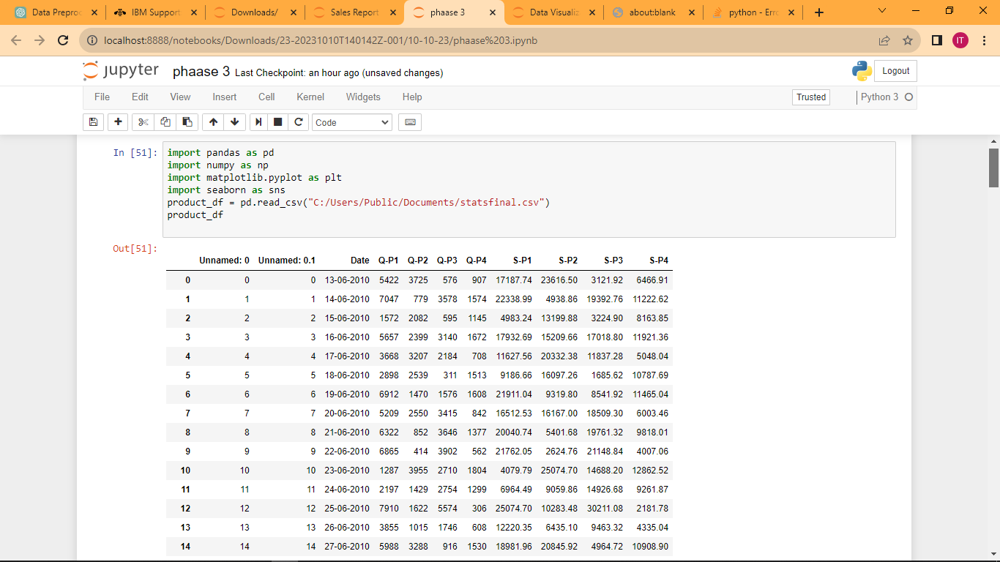 Data Preproc
IBM Support
Downloads/
Sales Report
phaase 3
Data Visualiz
about:blank
python - Erro
localhost:8888/notebooks/Downloads/23-20231010T140142Z-001/10-10-23/phaase%203.ipynb
IT
jupyter phaase 3 Last Checkpoint: an hour ago (unsaved changes)
Logout
File Edit View Insert Cell Kernel Widgets Help
Trusted
Python 3
Code
In [51]: import pandas as pd
import numpy as np
import matplotlib.pyplot as plt
import seaborn as sns
product_df = pd.read_csv("C:/Users/Public/Documents/statsfinal.csv")
product_df
Out[51]:
Unnamed: 0 Unnamed: 0.1 Date Q-P1 Q-P2 Q-P3 Q-P4 S-P1 S-P2 S-P3 S-P4
0 0 0 13-06-2010 5422 3725 576 907 17187.74 23616.50 3121.92 6466.91
1 1 1 14-06-2010 7047 779 3578 1574 22338.99 4938.86 19392.76 11222.62
2 2 2 15-06-2010 1572 2082 595 1145 4983.24 13199.88 3224.90 8163.85
3 3 3 16-06-2010 5657 2399 3140 1672 17932.69 15209.66 17018.80 11921.36
4 4 4 17-06-2010 3668 3207 2184 708 11627.56 20332.38 11837.28 5048.04
5 5 5 18-06-2010 2898 2539 311 1513 9186.66 16097.26 1685.62 10787.69
6 6 6 19-06-2010 6912 1470 1576 1608 21911.04 9319.80 8541.92 11465.04
7 7 7 20-06-2010 5209 2550 3415 842 16512.53 16167.00 18509.30 6003.46
8 8 8 21-06-2010 6322 852 3646 1377 20040.74 5401.68 19761.32 9818.01
9 9 9 22-06-2010 6865 414 3902 562 21762.05 2624.76 21148.84 4007.06
10 10 10 23-06-2010 1287 3955 2710 1804 4079.79 25074.70 14688.20 12862.52
11 11 11 24-06-2010 2197 1429 2754 1299 6964.49 9059.86 14926.68 9261.87
12 12 12 25-06-2010 7910 1622 5574 306 25074.70 10283.48 30211.08 2181.78
13 13 13 26-06-2010 3855 1015 1746 608 12220.35 6435.10 9463.32 4335.04
14 14 14 27-06-2010 5988 3288 916 1530 18981.96 20845.92 4964.72 10908.90